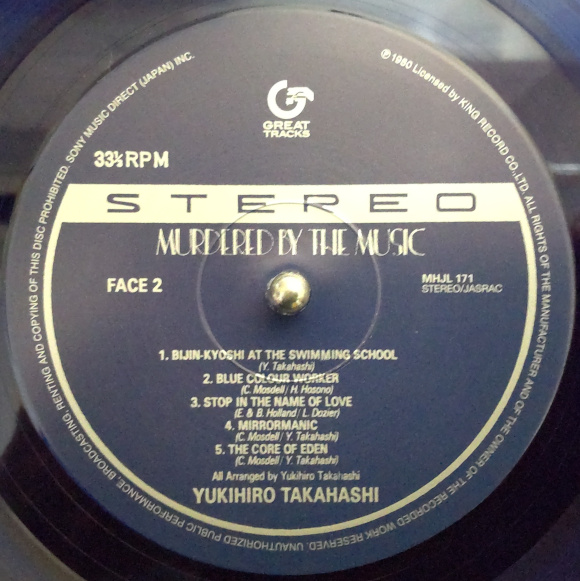 SONY MUSIC DIRECT (JAPAN) INC.
℗ 1980 Licensed by KING RECORD CO., LTD. ALL RIGHTS OF THE MANUFACTURER AND OF THE OWNER OF THE RECORDED WORK RESERVED. UNAUTHORIZED PUBLIC PERFORMANCE, BROADCASTING, RENTING AND COPYING OF THIS DISC PROHIBITED.
GREAT
TRACKS
33⅓ RPM
STEREO
MURDERED BY THE MUSIC
FACE 2
MHJL 171
STEREO/JASRAC
1. BIJIN-KYOSHI AT THE SWIMMING SCHOOL
(Y. Takahashi)
2. BLUE COLOUR WORKER
(C. Mosdell / H. Hosono)
3. STOP IN THE NAME OF LOVE
(E. & B. Holland / L. Dozier)
4. MIRRORMANIC
(C. Mosdell / Y. Takahashi)
5. THE CORE OF EDEN
(C. Mosdell / Y. Takahashi)
All Arranged by Yukihiro Takahashi
YUKIHIRO TAKAHASHI